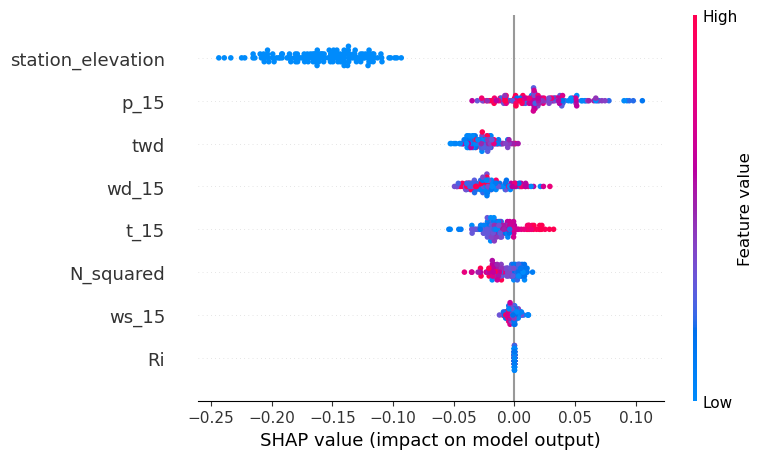 High
station_elevation
p_15
twd
wd_15
t_15
N_squared
ws_15
Ri
Feature value
Low
−0.25 −0.20 −0.15 −0.10 −0.05 0.00 0.05 0.10
SHAP value (impact on model output)